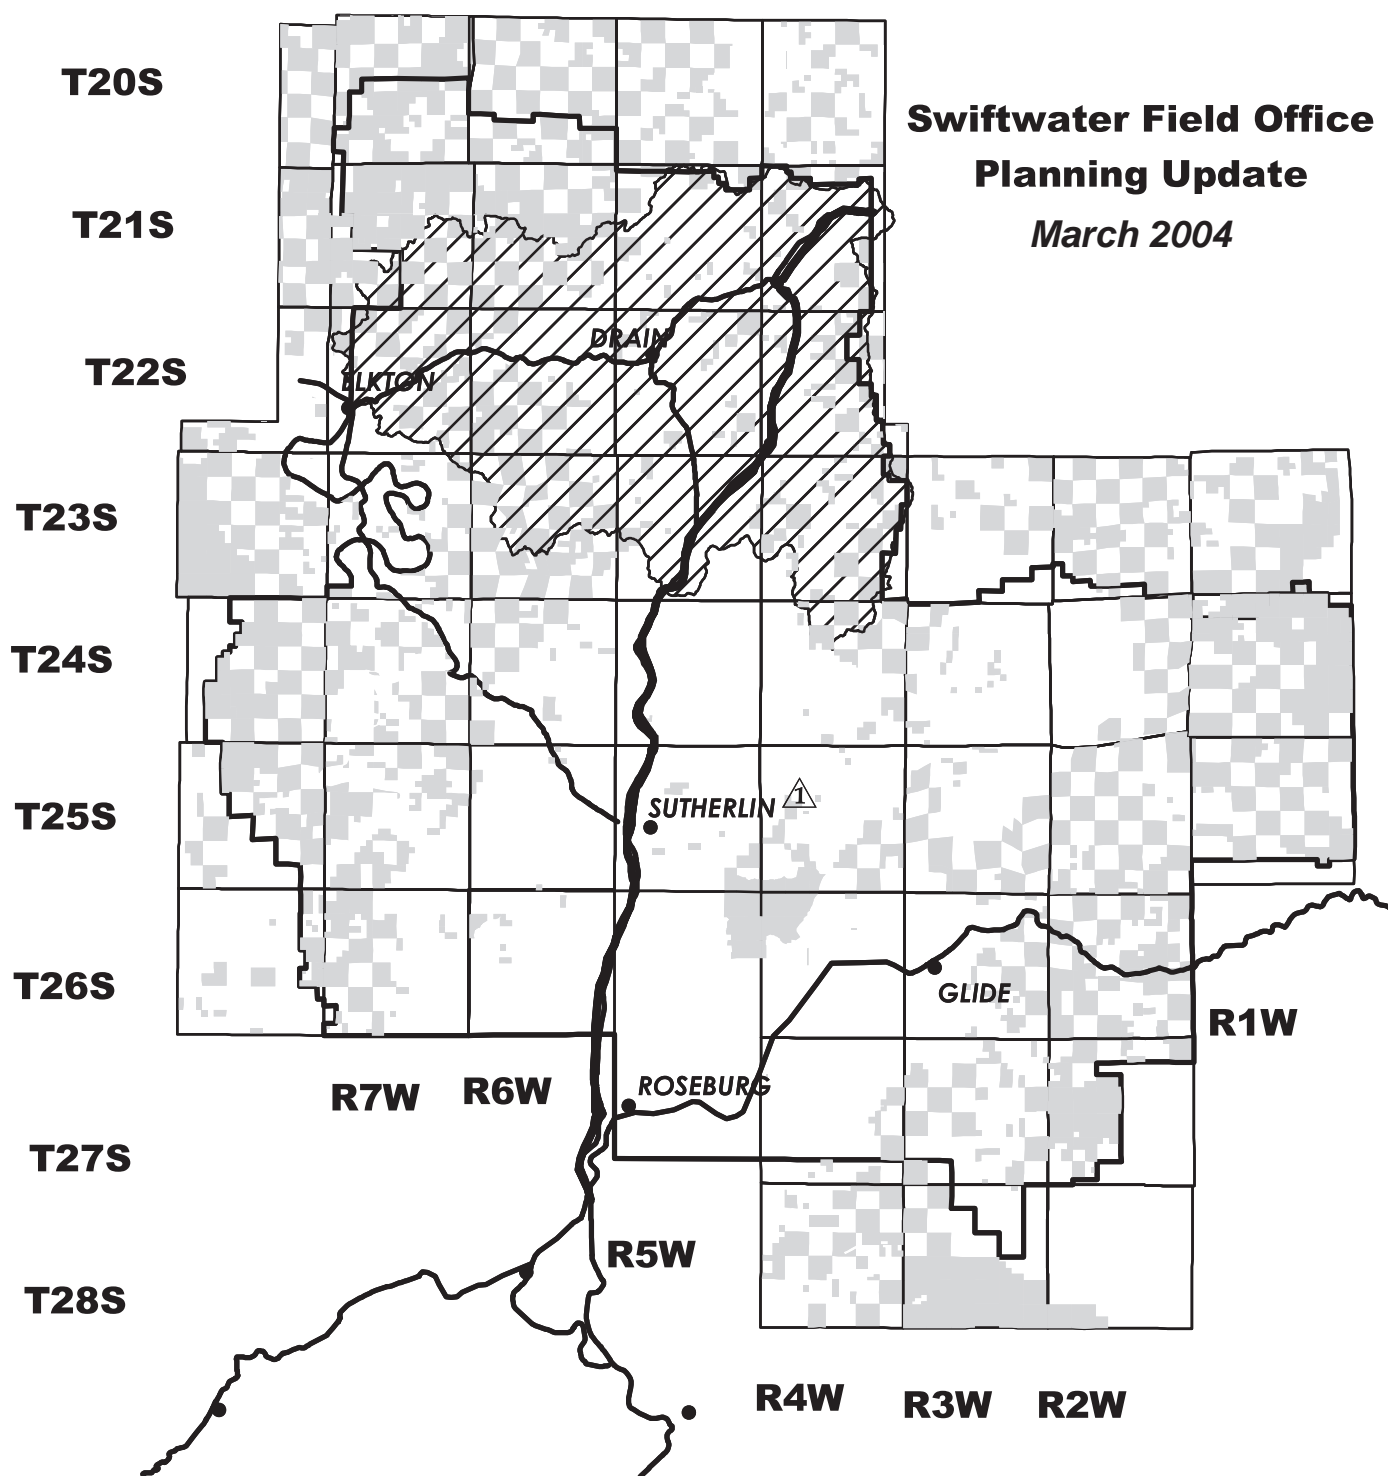 T20S
Swiftwater Field Office
Planning Update
March 2004
T21S
DRAIN
T22S
ELKTON
T23S
T24S
T25S
SUTHERLIN
1
T26S
GLIDE
R1W
R7W
R6W
ROSEBURG
T27S
R5W
T28S
R4W
R3W
R2W